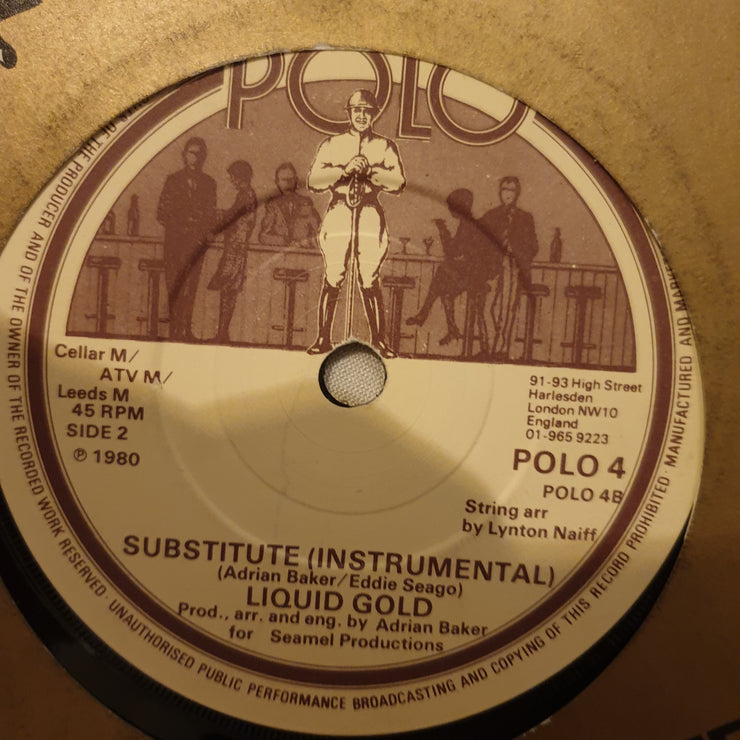 POLO
Cellar M/
ATV M/
Leeds M
45 RPM
SIDE 2
℗ 1980
91-93 High Street
Harlesden
London NW10
England
01-965 9223
POLO 4
POLO 4B
String arr
by Lynton Naiff
SUBSTITUTE (INSTRUMENTAL)
(Adrian Baker/Eddie Seago)
LIQUID GOLD
Prod., arr. and eng. by Adrian Baker
for Seamel Productions
OF THE PRODUCER AND OF THE OWNER OF THE RECORDED WORK RESERVED · UNAUTHORISED PUBLIC PERFORMANCE BROADCASTING AND COPYING OF THIS RECORD PROHIBITED · MANUFACTURED AND